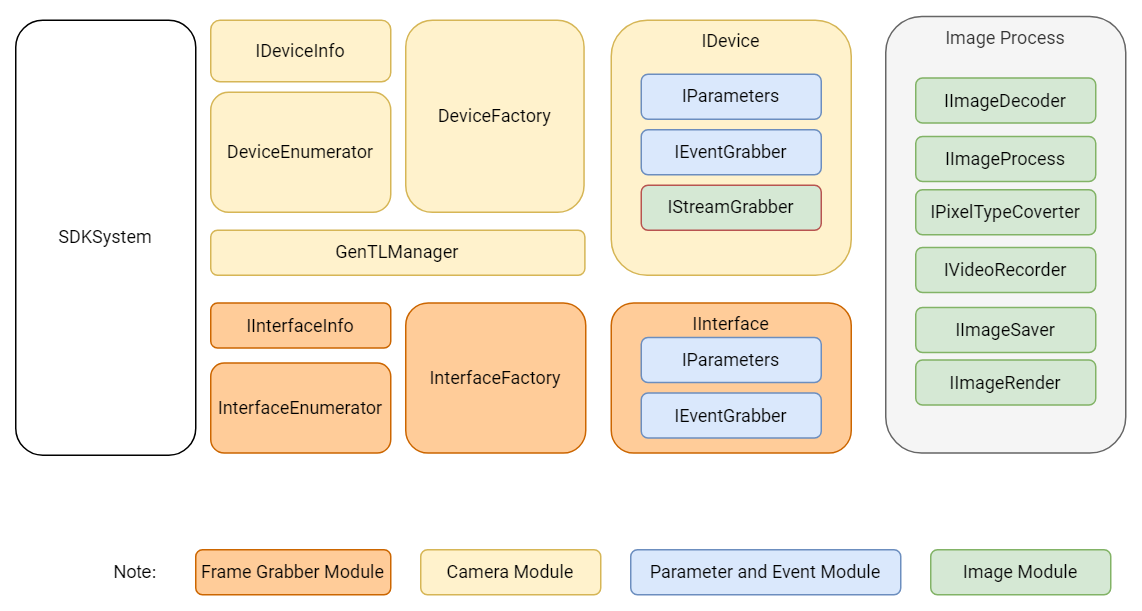 SDKSystem
IDeviceInfo
DeviceEnumerator
DeviceFactory
GenTLManager
IInterfaceInfo
InterfaceEnumerator
InterfaceFactory
IDevice
IParameters
IEventGrabber
IStreamGrabber
IInterface
IParameters
IEventGrabber
Image Process
IImageDecoder
IImageProcess
IPixelTypeCoverter
IVideoRecorder
IImageSaver
IImageRender
Note:
Frame Grabber Module
Camera Module
Parameter and Event Module
Image Module